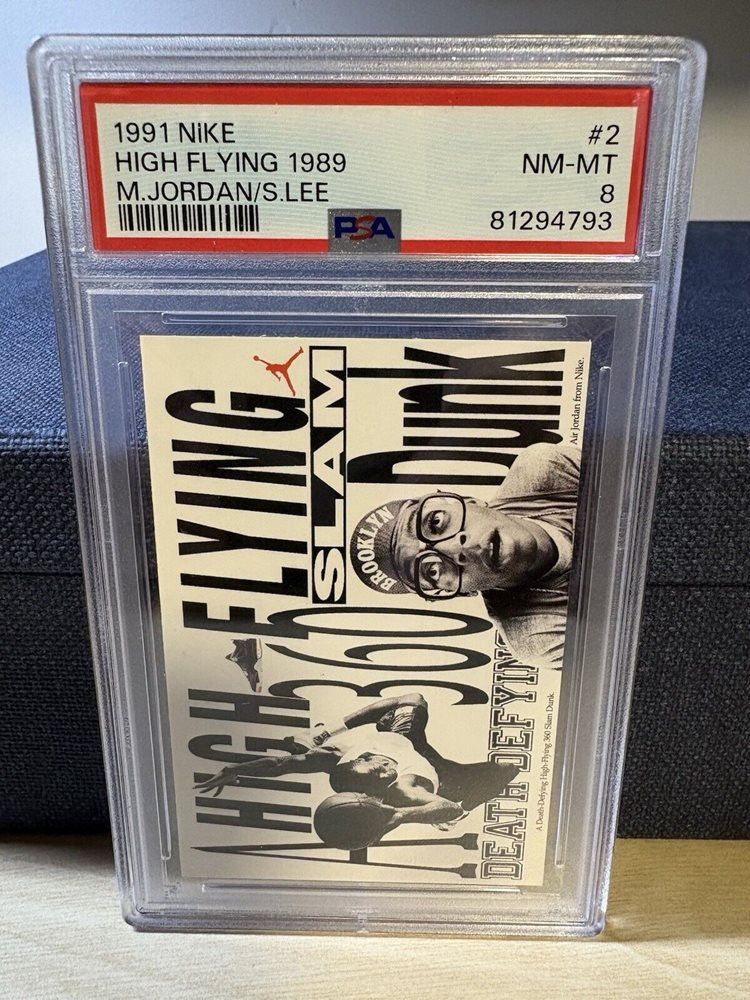 1991 NIKE
HIGH FLYING 1989
M.JORDAN/S.LEE
#2
NM-MT
8
81294793
PSA
A
HIGH FLYING
360 SLAM Dunk
DEATH DEFYING
BROOKLYN
A Death-Defying High-Flying 360 Slam Dunk.
Air Jordan from Nike.